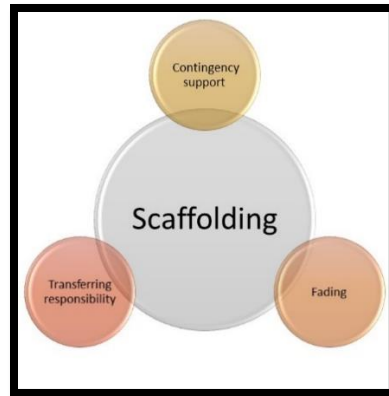 Contingency
support
Scaffolding
Transferring
responsibility
Fading